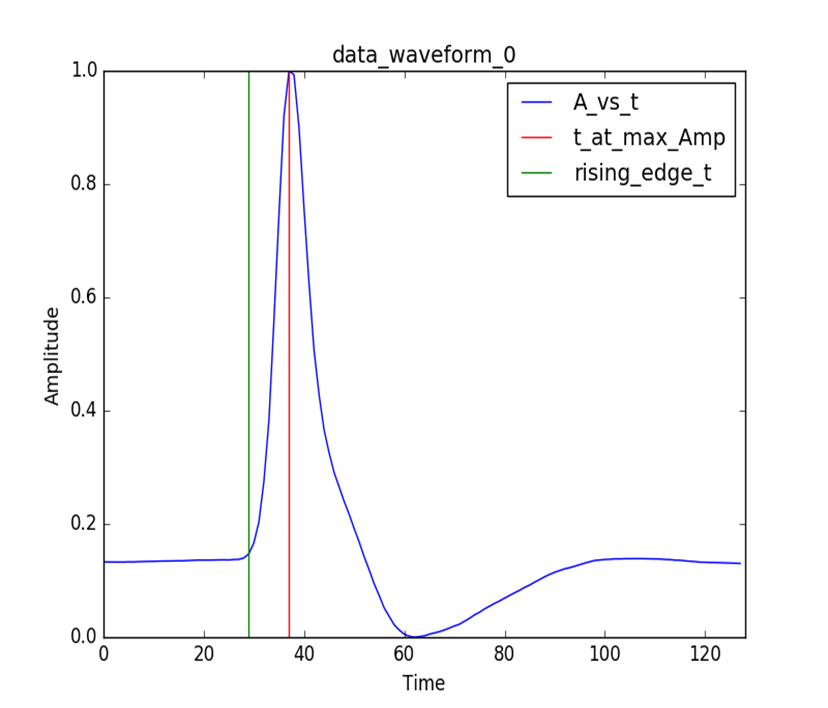 data_waveform_0
A_vs_t
t_at_max_Amp
rising_edge_t
1.0
0.8
0.6
0.4
0.2
0.0
Amplitude
0 20 40 60 80 100 120
Time